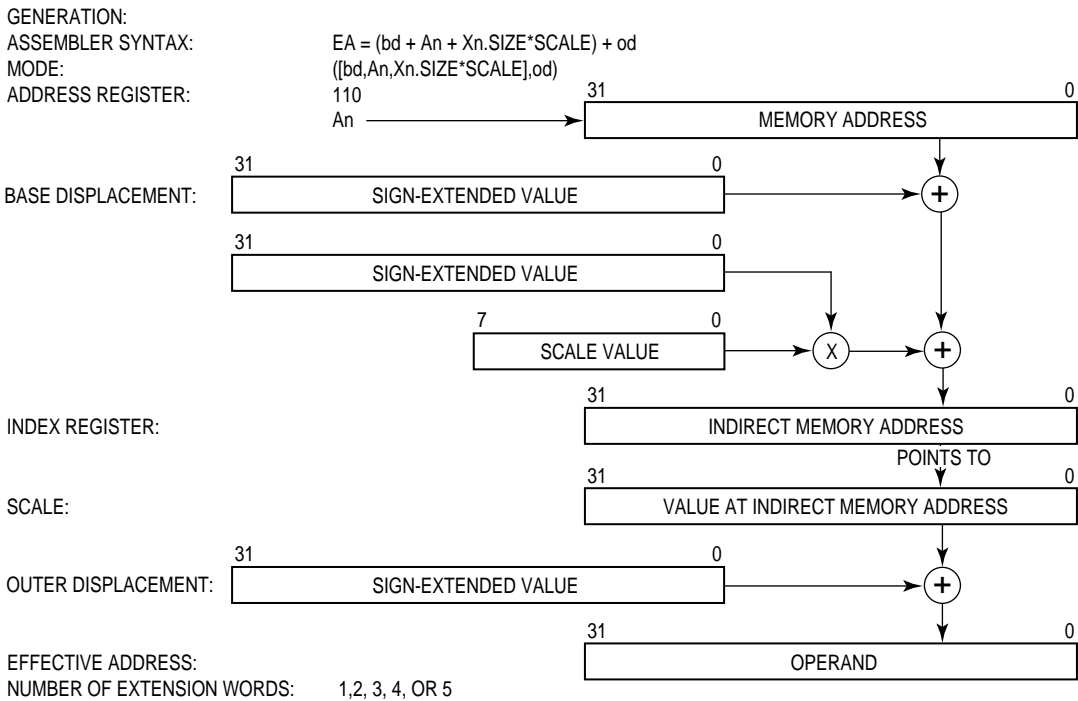 GENERATION:
ASSEMBLER SYNTAX: EA = (bd + An + Xn.SIZE*SCALE) + od
MODE: ([bd,An,Xn.SIZE*SCALE],od)
ADDRESS REGISTER: 110
31 0
An MEMORY ADDRESS
31 0
BASE DISPLACEMENT: SIGN-EXTENDED VALUE +
31 0
SIGN-EXTENDED VALUE
7 0
SCALE VALUE X +
31 0
INDEX REGISTER: INDIRECT MEMORY ADDRESS
POINTS TO
31 0
SCALE: VALUE AT INDIRECT MEMORY ADDRESS
31 0
OUTER DISPLACEMENT: SIGN-EXTENDED VALUE +
31 0
EFFECTIVE ADDRESS: OPERAND
NUMBER OF EXTENSION WORDS: 1,2, 3, 4, OR 5